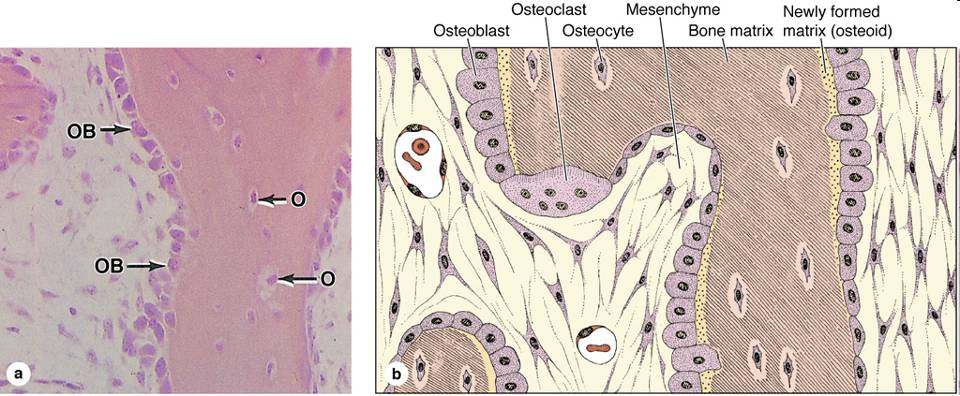 Osteoclast
Mesenchyme
Newly formed
Osteoblast
Osteocyte
Bone matrix
matrix (osteoid)
OB
O
OB
O
a
b